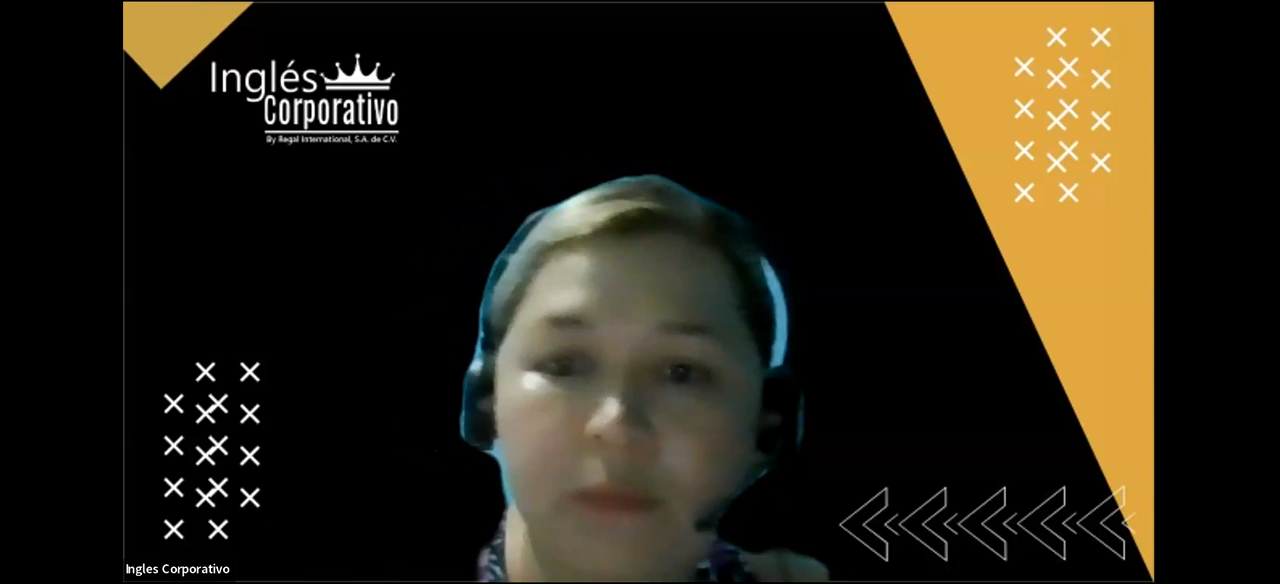 Inglés
Corporativo
By Regal International, S.A. de C.V.
Ingles Corporativo